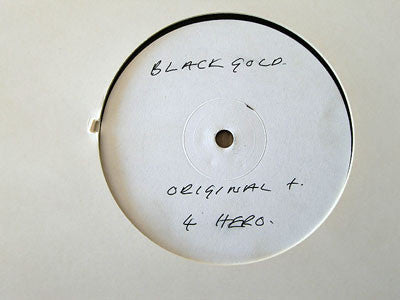 BLACK GOLD.
ORIGINAL +.
4 HERO.